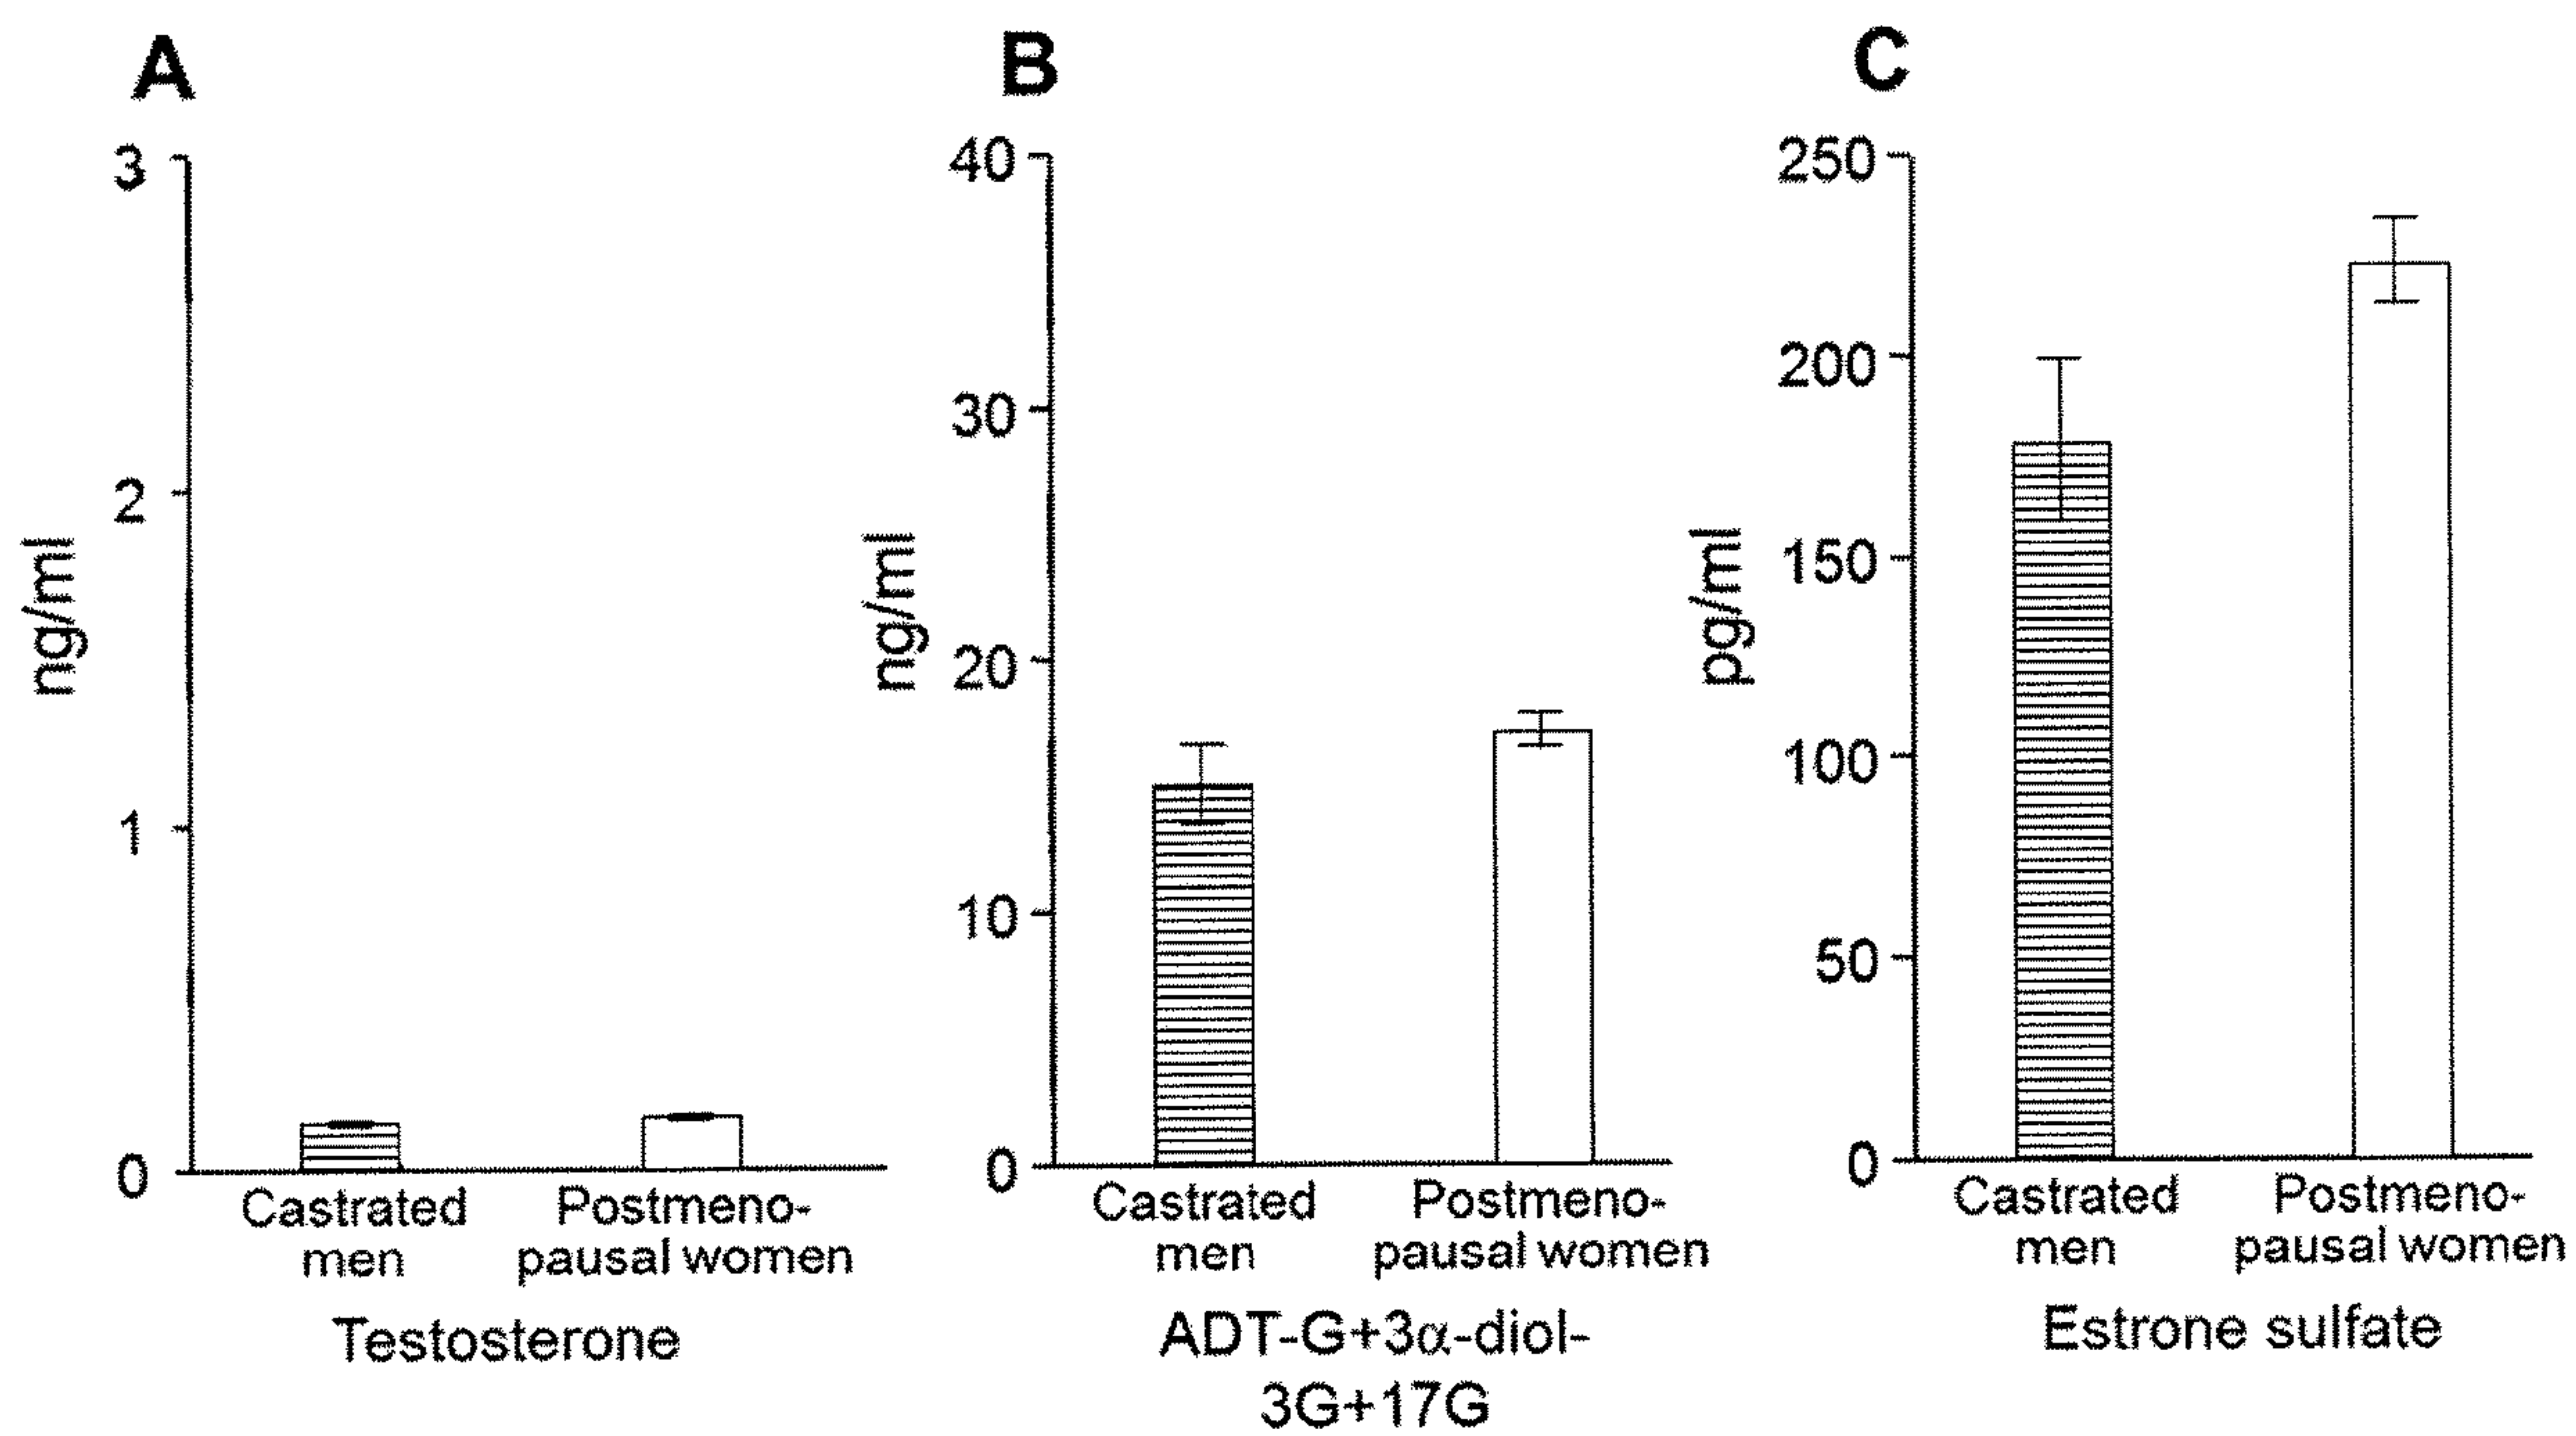 A
3
2
1
0
ng/ml
Castrated
men
Postmeno-
pausal women
Testosterone
B
40
30
20
10
0
ng/ml
Castrated
men
Postmeno-
pausal women
ADT-G+3α-diol-
3G+17G
C
250
200
150
100
50
0
pg/ml
Castrated
men
Postmeno-
pausal women
Estrone sulfate